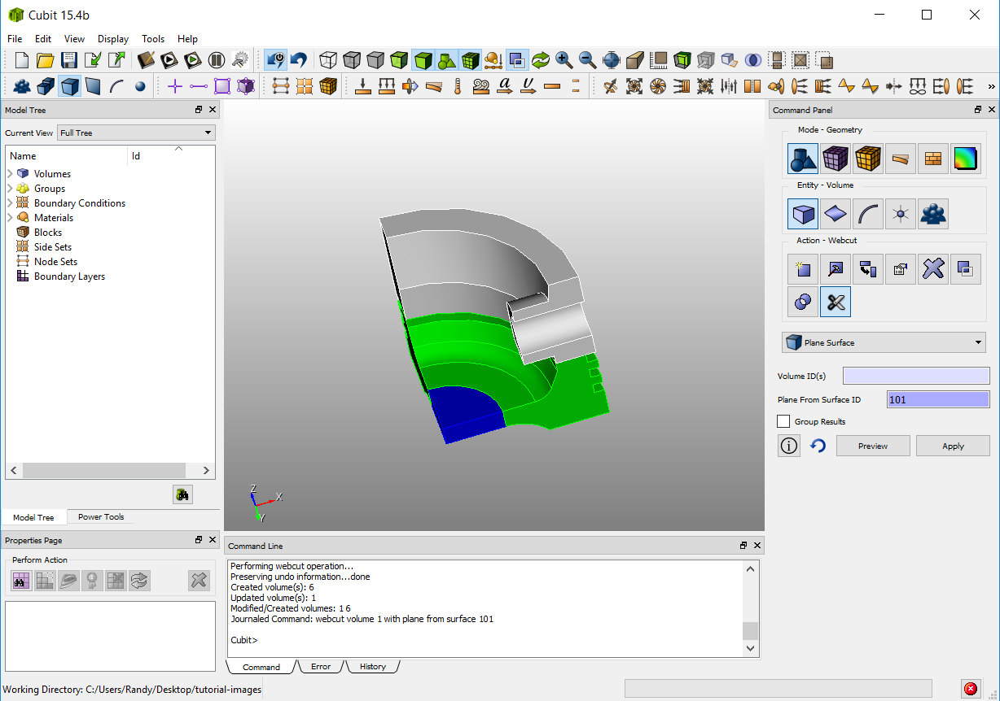 Cubit 15.4b
File Edit View Display Tools Help
Model Tree
Current View Full Tree
Name Id
Volumes
Groups
Boundary Conditions
Materials
Blocks
Side Sets
Node Sets
Boundary Layers
Model Tree Power Tools
Properties Page
Perform Action
Working Directory: C:/Users/Randy/Desktop/tutorial-images
Z
X
Y
Command Line
Performing webcut operation...
Preserving undo information...done
Created volume(s): 6
Updated volume(s): 1
Modified/Created volumes: 1 6
Journaled Command: webcut volume 1 with plane from surface 101
Cubit>
Command Error History
Command Panel
Mode - Geometry
Entity - Volume
Action - Webcut
Plane Surface
Volume ID(s)
Plane From Surface ID 101
Group Results
Preview Apply